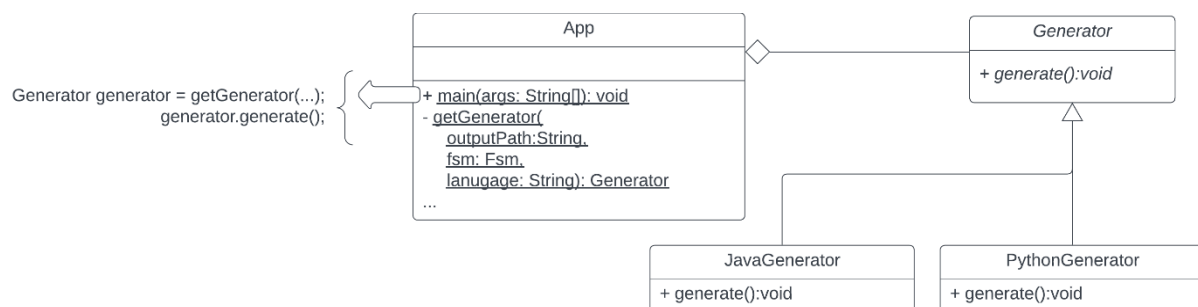 App
Generator
+ generate():void
Generator generator = getGenerator(...);
generator.generate();
+ main(args: String[]): void
- getGenerator(
outputPath:String,
fsm: Fsm,
lanugage: String): Generator
...
JavaGenerator
+ generate():void
PythonGenerator
+ generate():void